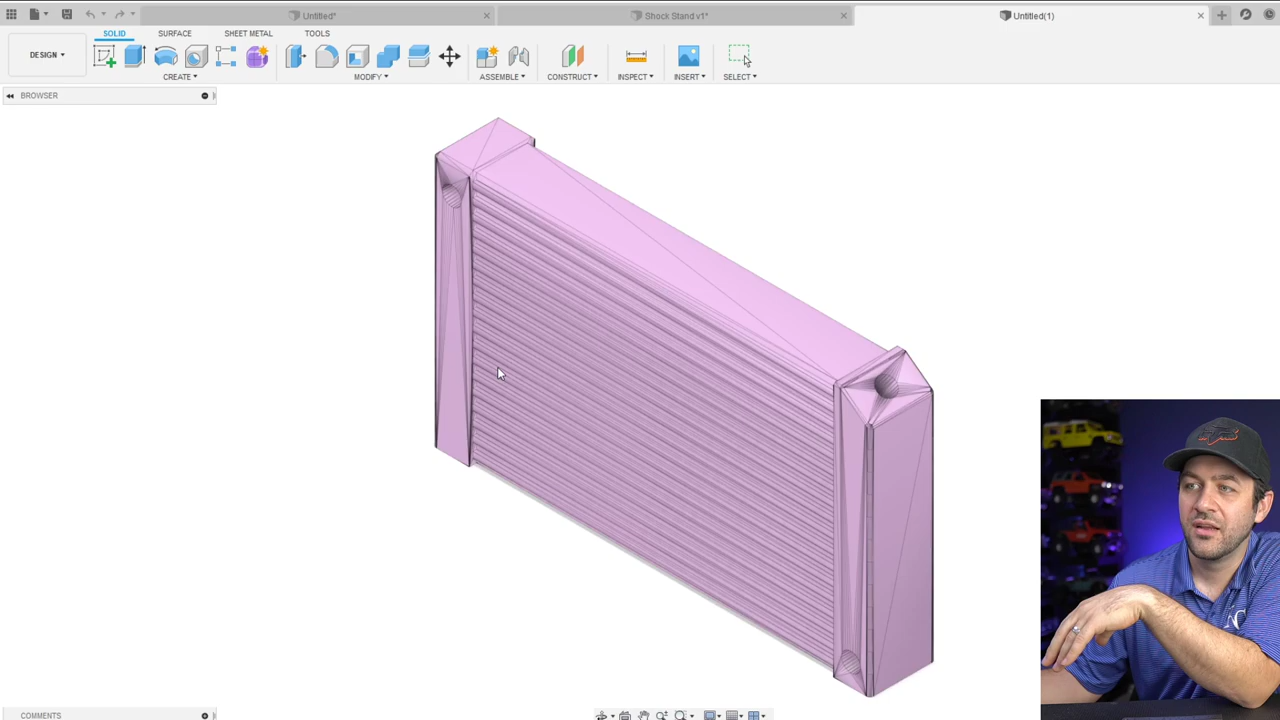 Untitled*
Shock Stand v1*
Untitled(1)
SOLID
SURFACE
SHEET METAL
TOOLS
DESIGN
CREATE
MODIFY
ASSEMBLE
CONSTRUCT
INSPECT
INSERT
SELECT
BROWSER
COMMENTS